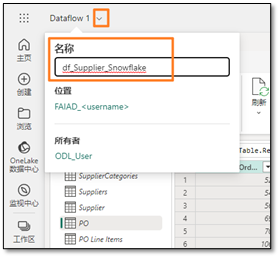 Dataflow 1
名称
df_Supplier_Snowflake
位置
FAIAD_<username>
所有者
ODL_User
主页
创建
浏览
OneLake
数据中心
监视中心
工作区
刷新
Table.Re
Ord...
SupplierCategories
Suppliers
Supplier
PO
PO Line Items
1
2
3
4
5
6
7